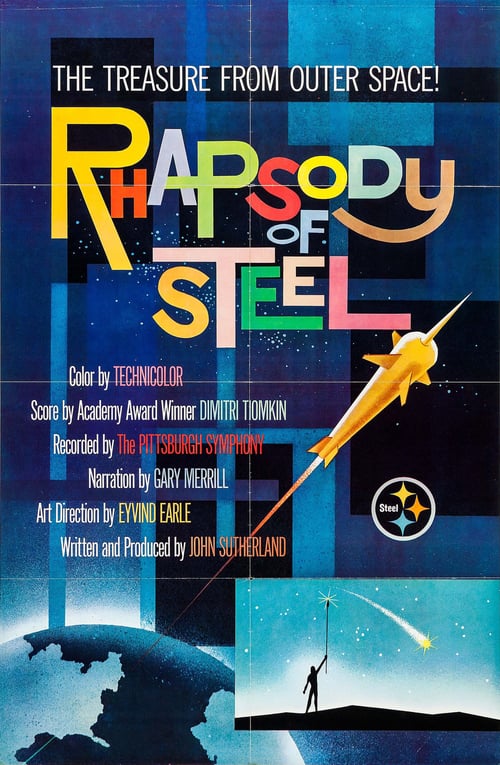 THE TREASURE FROM OUTER SPACE!
RHAPSODY
OF
STEEL
Color by TECHNICOLOR
Score by Academy Award Winner DIMITRI TIOMKIN
Recorded by The PITTSBURGH SYMPHONY
Narration by GARY MERRILL
Steel
Art Direction by EYVIND EARLE
Written and Produced by JOHN SUTHERLAND